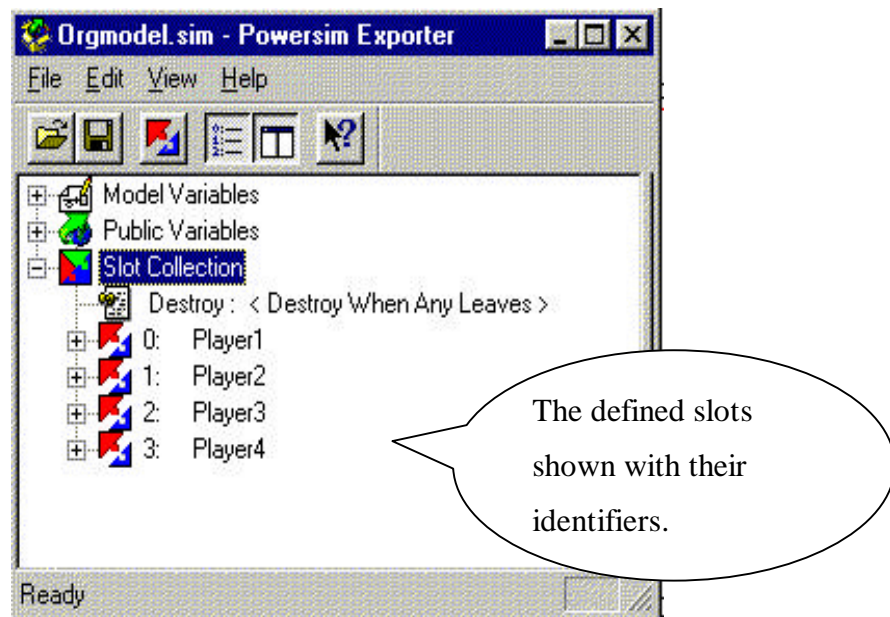 Orgmodel.sim - Powersim Exporter
File Edit View Help
Model Variables
Public Variables
Slot Collection
Destroy : < Destroy When Any Leaves >
0: Player1
1: Player2
2: Player3
3: Player4
The defined slots
shown with their
identifiers.
Ready